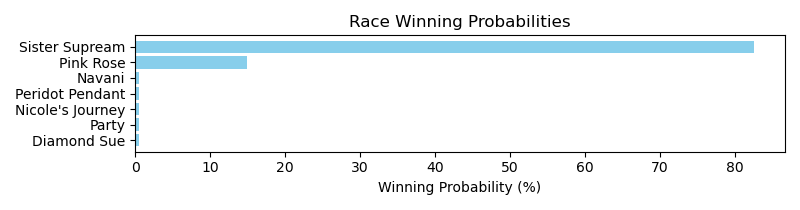 Race Winning Probabilities
Sister Supream
Pink Rose
Navani
Peridot Pendant
Nicole's Journey
Party
Diamond Sue
0 10 20 30 40 50 60 70 80
Winning Probability (%)